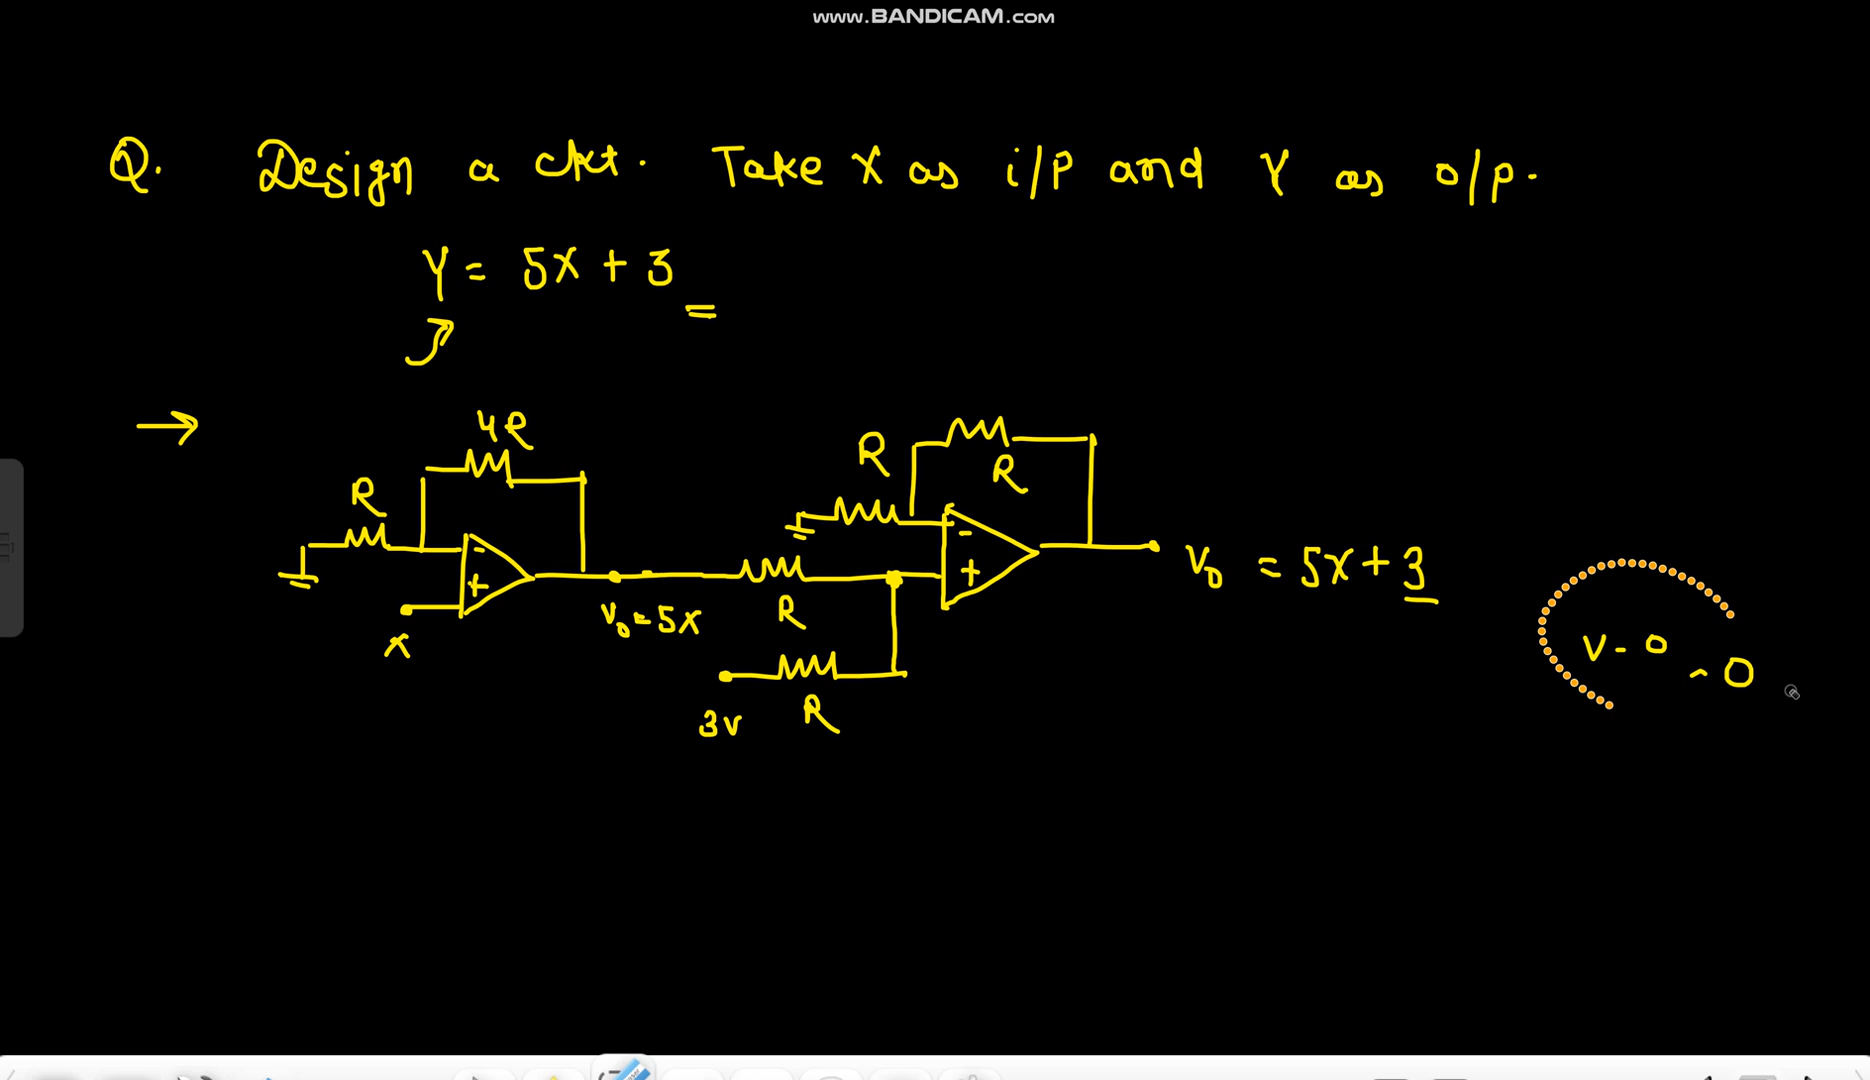 www.BANDICAM.com
Q. Design a ckt. Take X as i/p and Y as o/p.
Y = 5X + 3
4R
R
R
R
-
+
X
V₀ = 5X
R
-
+
V₀ = 5X + 3
3V
R
V - 0
- 0